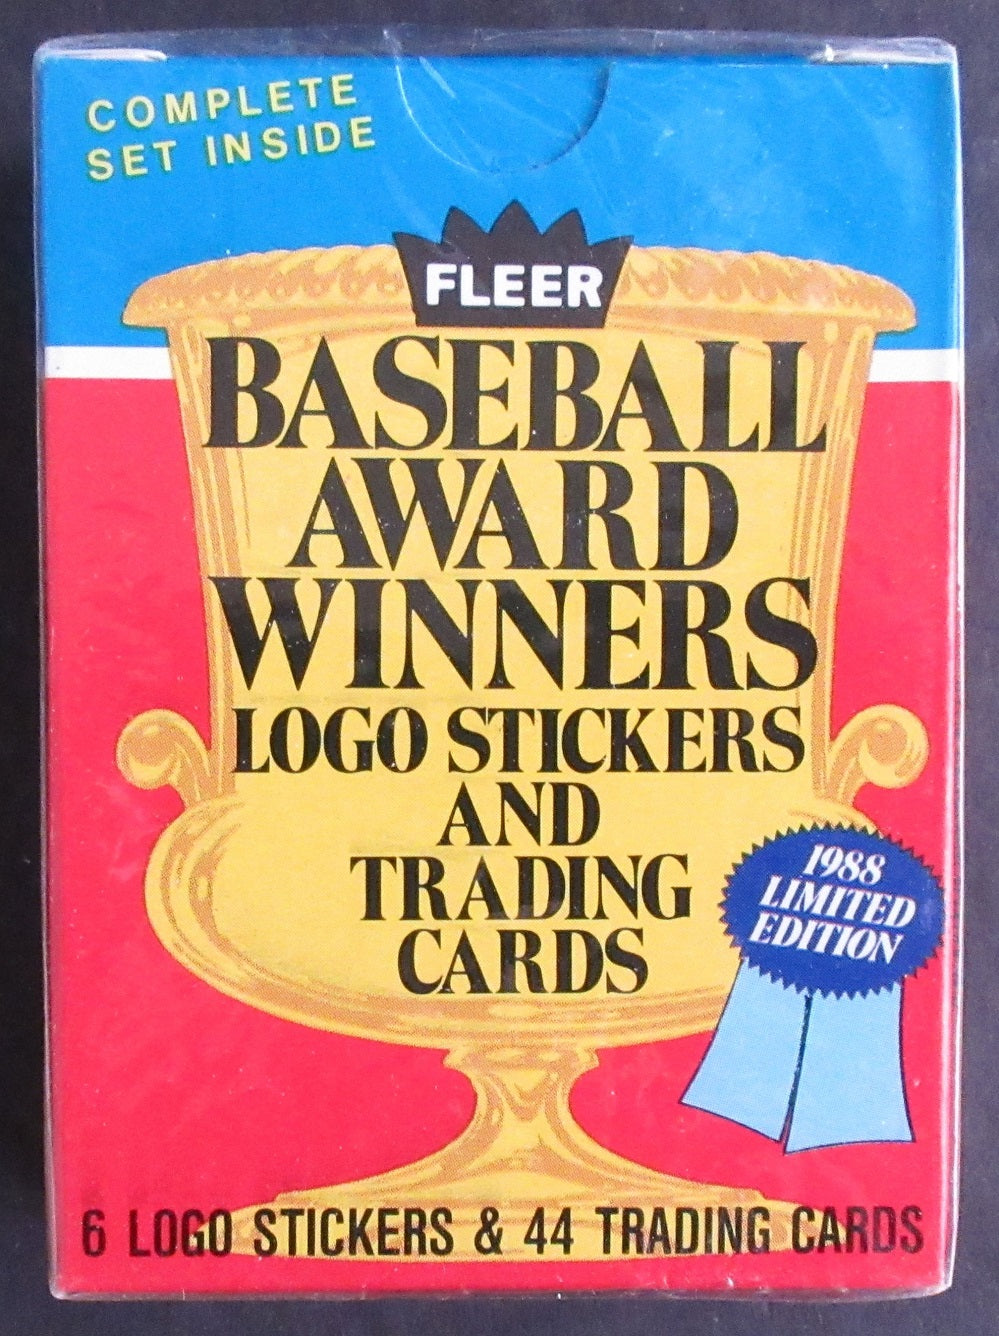 COMPLETE
SET INSIDE
FLEER
BASEBALL
AWARD
WINNERS
LOGO STICKERS
AND
TRADING
CARDS
1988
LIMITED
EDITION
6 LOGO STICKERS & 44 TRADING CARDS